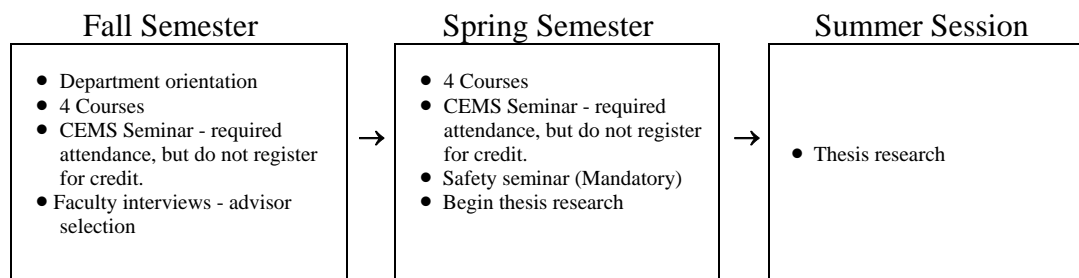 Fall Semester
• Department orientation
• 4 Courses
• CEMS Seminar - required
attendance, but do not register
for credit.
• Faculty interviews - advisor
selection
→
Spring Semester
• 4 Courses
• CEMS Seminar - required
attendance, but do not register
for credit.
• Safety seminar (Mandatory)
• Begin thesis research
→
Summer Session
• Thesis research